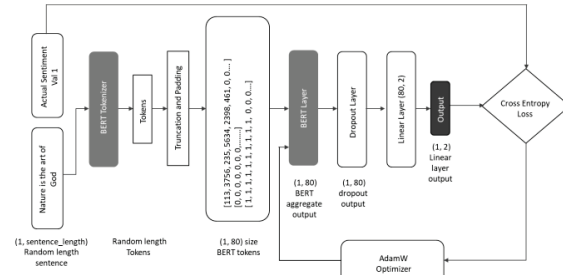 Actual Sentiment
Val 1
Nature is the art of
God
(1, sentence_length)
Random length
sentence
BERT Tokenizer
Tokens
Random length
Tokens
Truncation and Padding
[113, 3756, 235, 5634, 2398, 461, 0, 0.... ]
[0, 0, 0, 0, 0, 0, ......]
[ 1, 1, 1, 1, 1, 1, 1, 1, 0, 0, 0....]
(1, 80) size
BERT tokens
BERT Layer
(1, 80)
BERT
aggregate
output
Dropout Layer
(1, 80)
dropout
output
Linear Layer (80, 2)
Output
(1, 2)
Linear
layer
output
Cross Entropy
Loss
AdamW
Optimizer